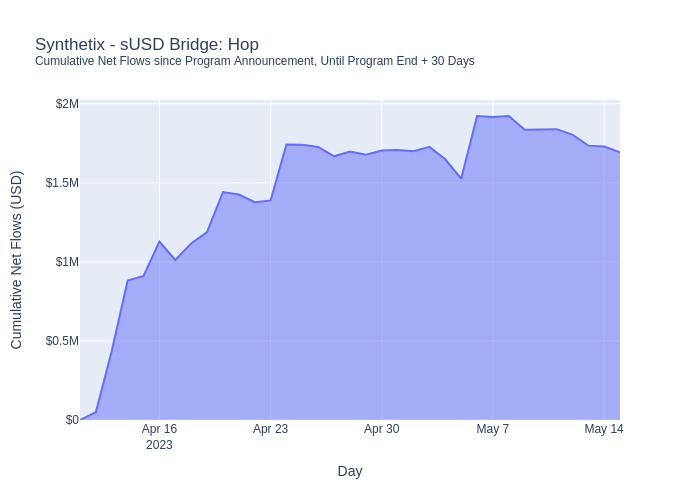 Synthetix - sUSD Bridge: Hop
Cumulative Net Flows since Program Announcement, Until Program End + 30 Days
Cumulative Net Flows (USD)
$2M
$1.5M
$1M
$0.5M
$0
Apr 16
2023
Apr 23
Apr 30
May 7
May 14
Day